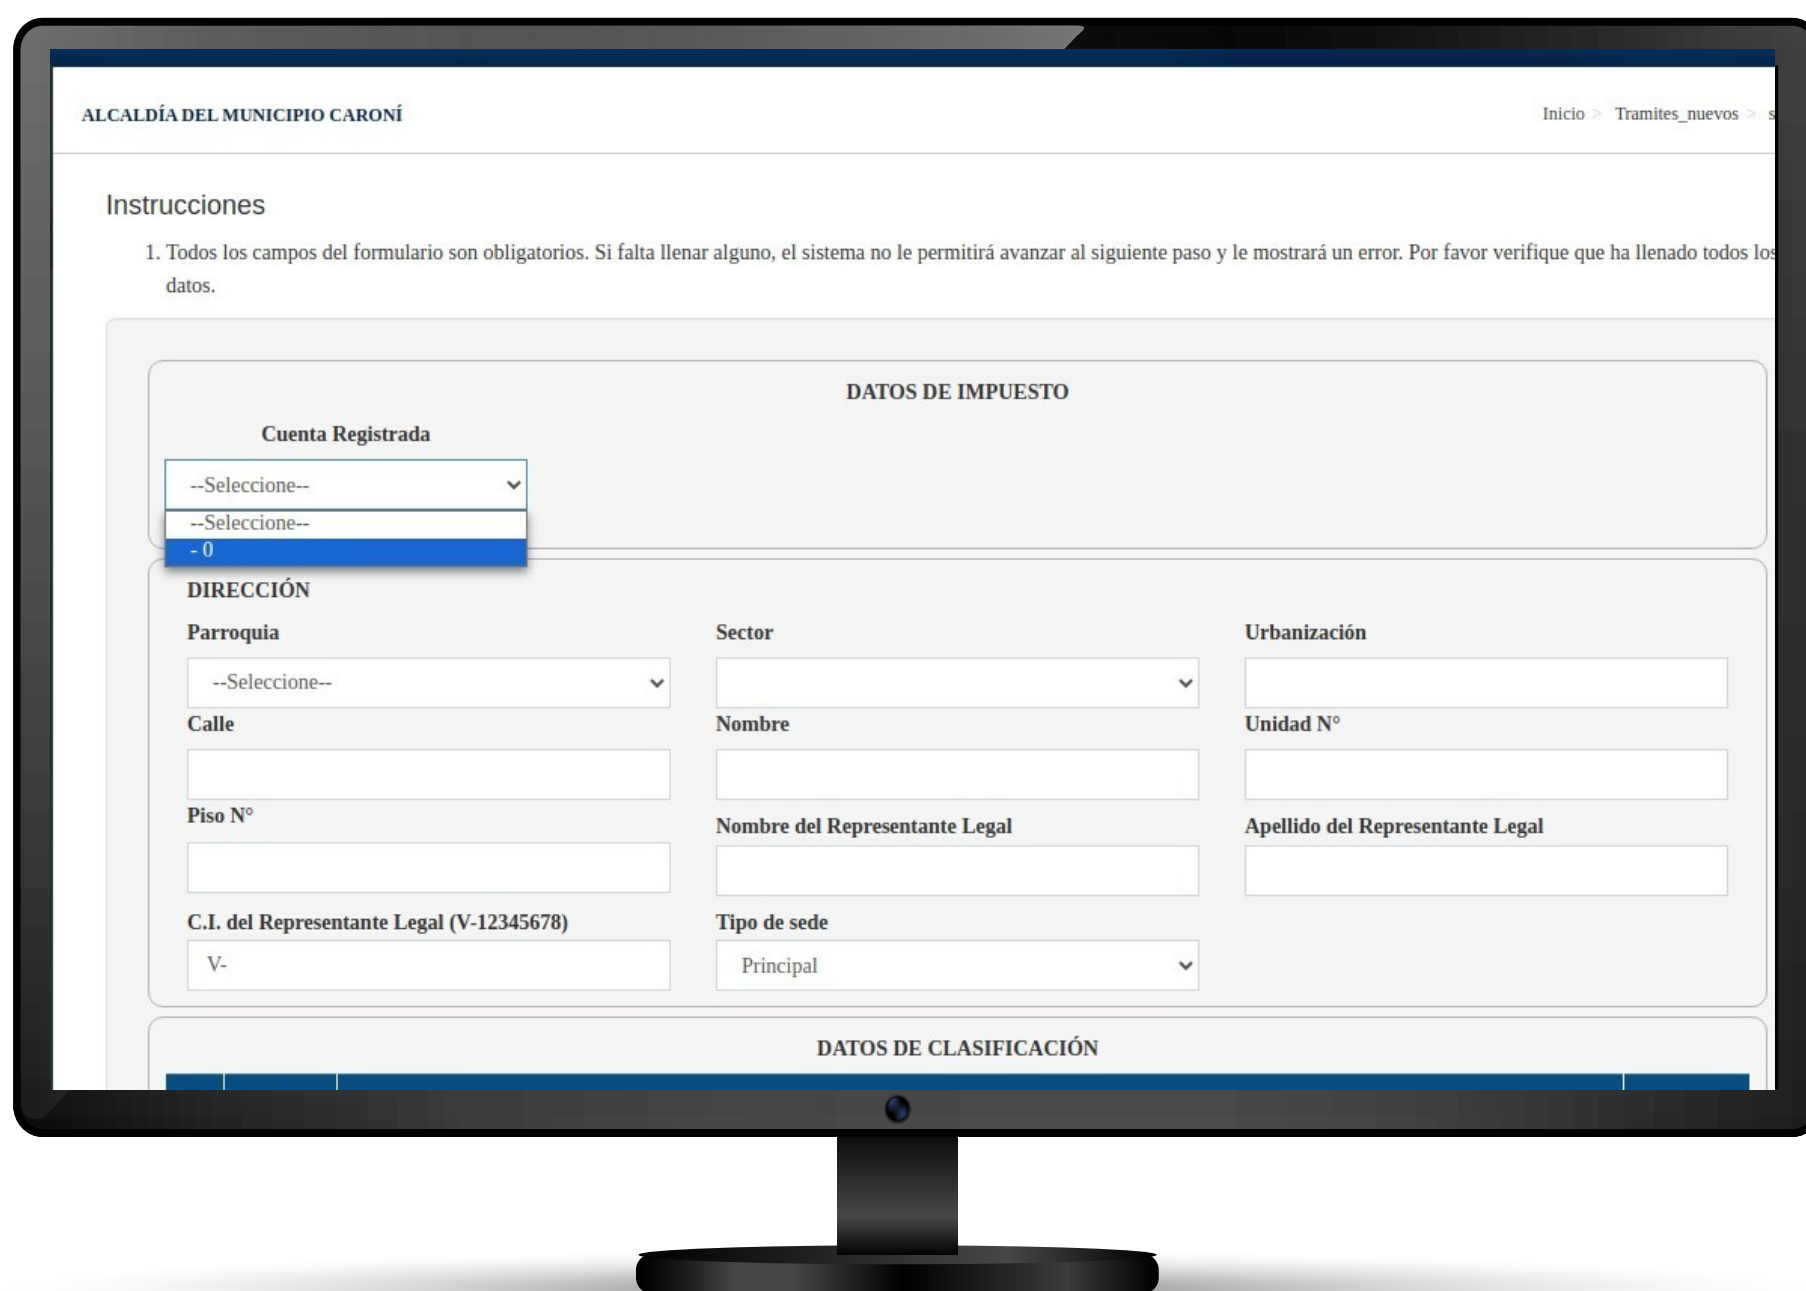 ALCALDÍA DEL MUNICIPIO CARONÍ
Inicio > Tramites_nuevos >
Instrucciones
1. Todos los campos del formulario son obligatorios. Si falta llenar alguno, el sistema no le permitirá avanzar al siguiente paso y le mostrará un error. Por favor verifique que ha llenado todos los
datos.
DATOS DE IMPUESTO
Cuenta Registrada
--Seleccione--
--Seleccione--
- 0
DIRECCIÓN
Parroquia Sector Urbanización
--Seleccione--
Calle Nombre Unidad N°
Piso N° Nombre del Representante Legal Apellido del Representante Legal
C.I. del Representante Legal (V-12345678) Tipo de sede
V- Principal
DATOS DE CLASIFICACIÓN